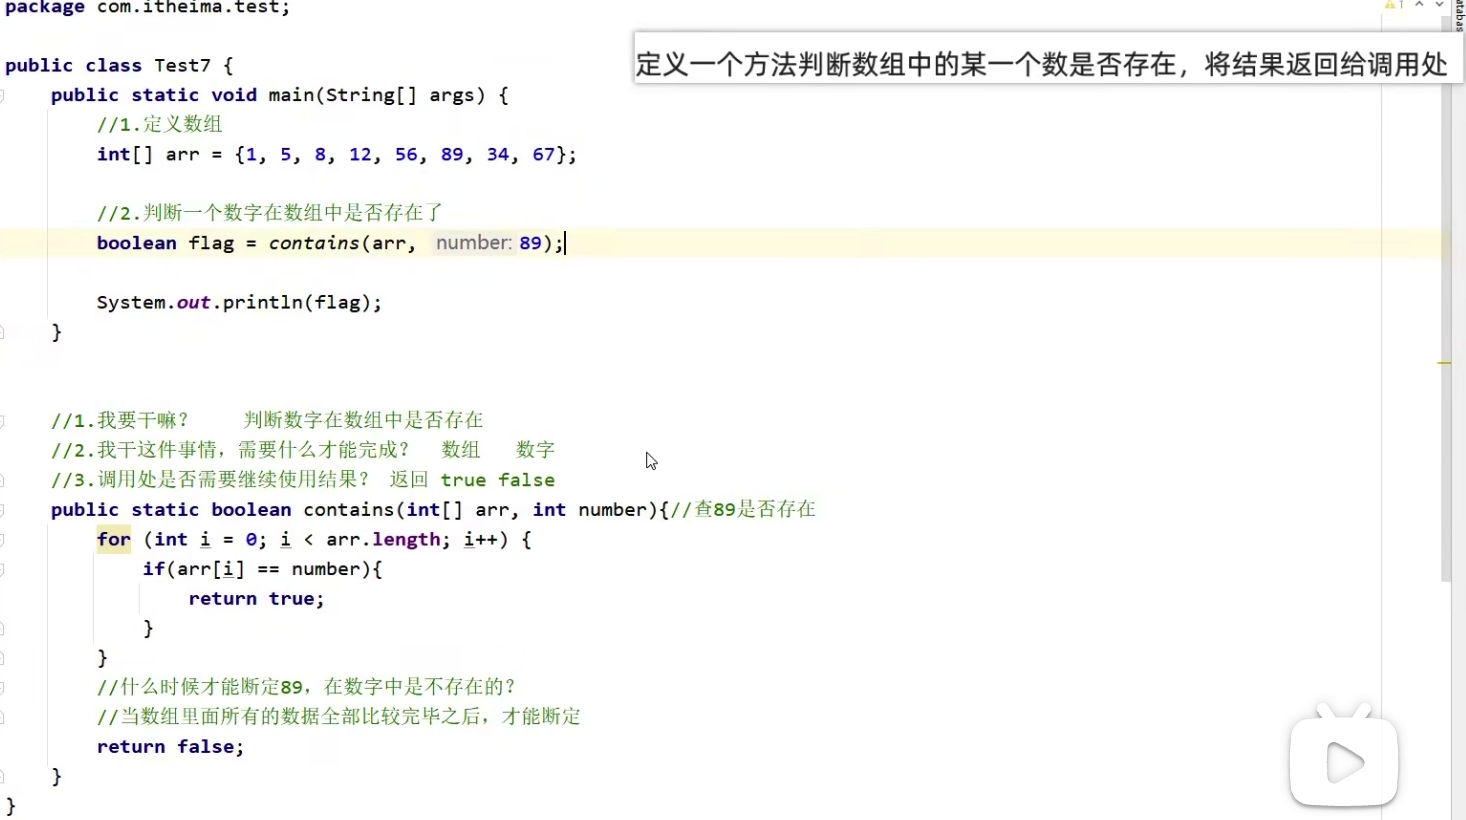 package com.itheima.test;
定义一个方法判断数组中的某一个数是否存在，将结果返回给调用处
public class Test7 {
public static void main(String[] args) {
//1.定义数组
int[] arr = {1, 5, 8, 12, 56, 89, 34, 67};
//2.判断一个数字在数组中是否存在了
boolean flag = contains(arr, number: 89);
System.out.println(flag);
}
//1.我要干嘛？ 判断数字在数组中是否存在
//2.我干这件事情，需要什么才能完成？ 数组 数字
//3.调用处是否需要继续使用结果？ 返回 true false
public static boolean contains(int[] arr, int number){//查89是否存在
for (int i = 0; i < arr.length; i++) {
if(arr[i] == number){
return true;
}
}
//什么时候才能断定89，在数字中是不存在的？
//当数组里面所有的数据全部比较完毕之后，才能断定
return false;
}
}